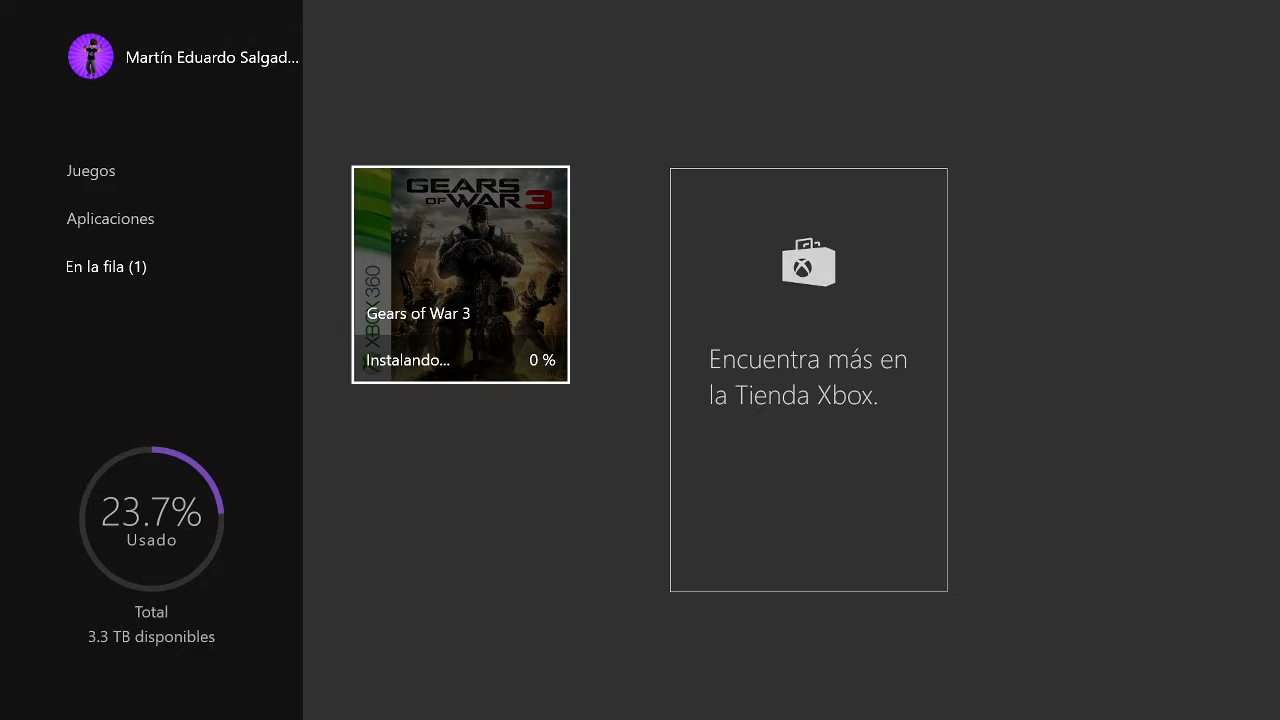 Martín Eduardo Salgad...
Juegos
Aplicaciones
En la fila (1)
GEARS
OF WAR 3
XBOX 360
Gears of War 3
Instalando... 0 %
Encuentra más en
la Tienda Xbox.
23.7%
Usado
Total
3.3 TB disponibles